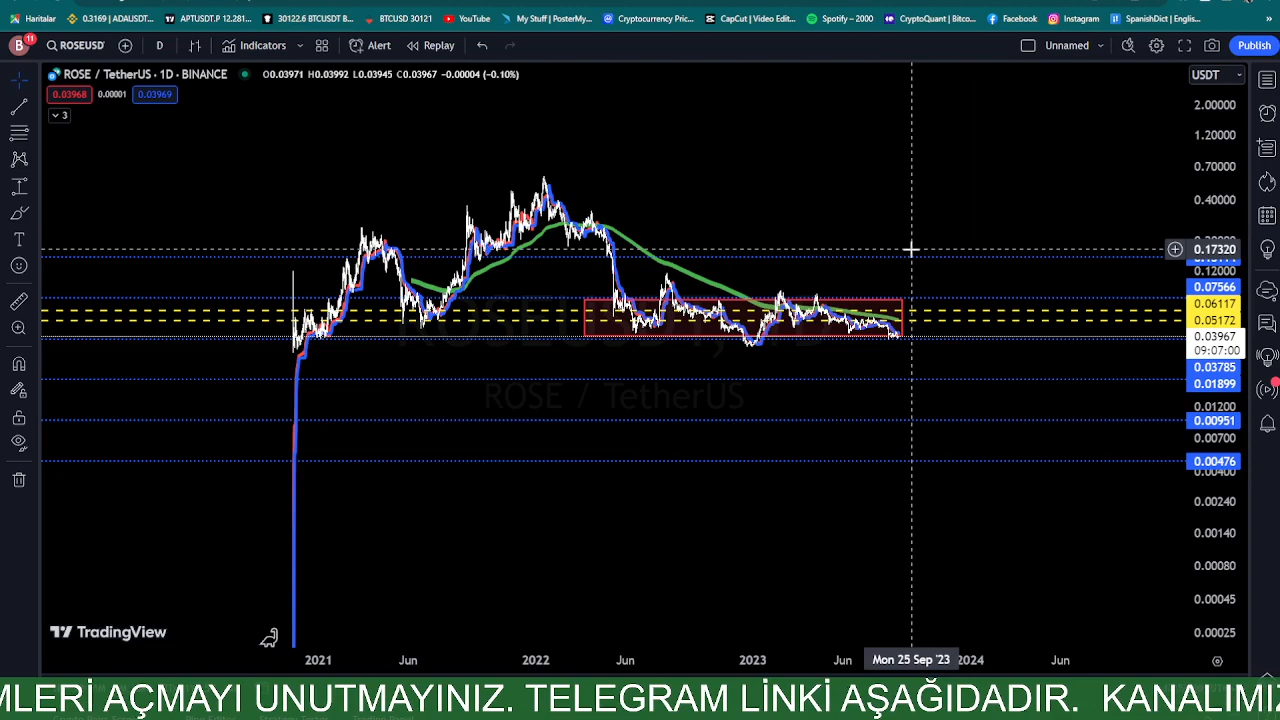 Haritalar
0.3169 | ADAUSDT...
APTUSDT.P 12.281...
30122.6 BTCUSDT B...
BTCUSD 30121
YouTube
My Stuff | PosterMy...
Cryptocurrency Pric...
CapCut | Video Edit...
Spotify – 2000
CryptoQuant | Bitco...
Facebook
Instagram
SpanishDict | Englis...
»
B 11
ROSEUSD
D
Indicators
Alert
Replay
Unnamed
Publish
ROSE / TetherUS · 1D · BINANCE
O0.03971 H0.03992 L0.03945 C0.03967 -0.00004 (-0.10%)
USDT
0.03968 0.00001 0.03969
3
2.00000
1.20000
0.70000
0.40000
0.17320
0.12000
0.07566
0.06117
0.05172
0.03967
09:07:00
0.03785
0.01899
0.01200
0.00951
0.00700
0.00476
0.00400
0.00240
0.00140
0.00080
0.00045
0.00025
ROSE / TetherUS
TradingView
2021
Jun
2022
Jun
2023
Jun
Mon 25 Sep '23
2024
Jun
MLERİ AÇMAYI UNUTMAYINIZ. TELEGRAM LİNKİ AŞAĞIDADIR. KANALIMIZ